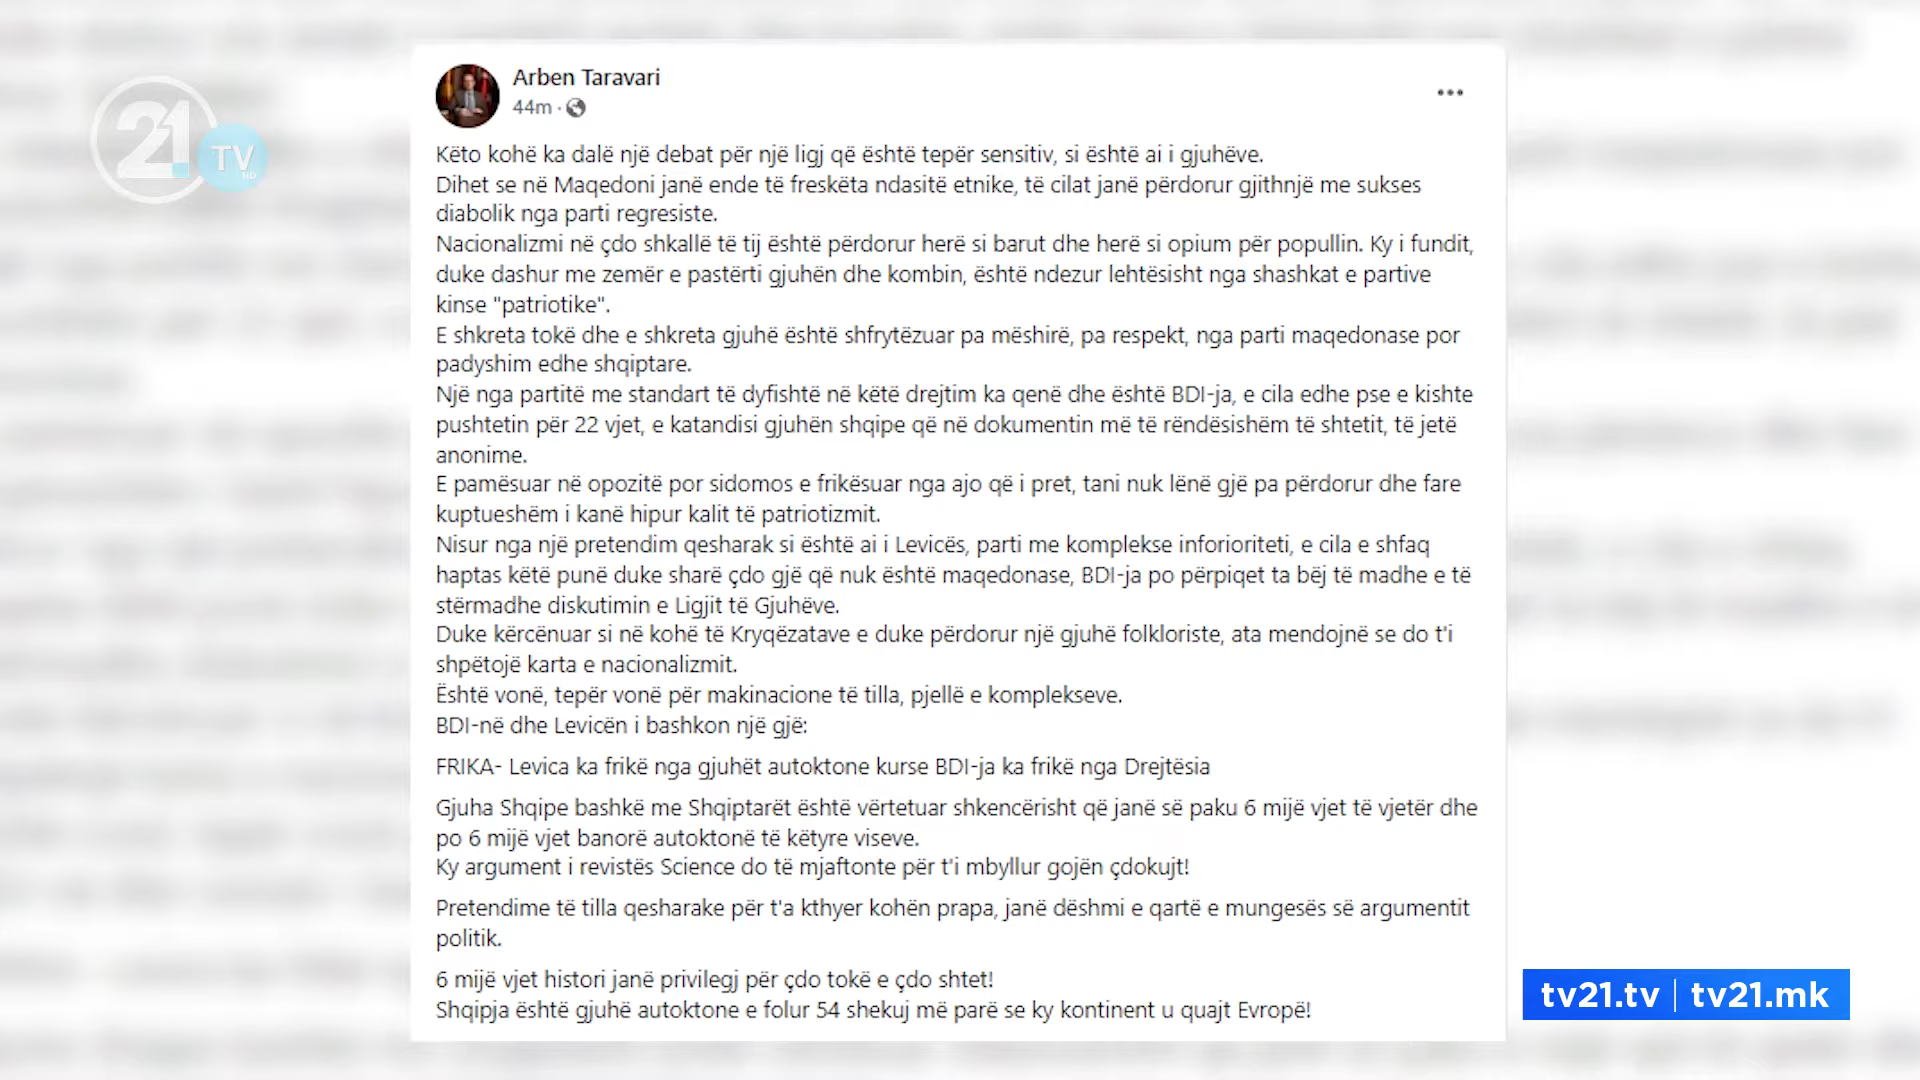 21 TV HD
Arben Taravari
44m ·
Këto kohë ka dalë një debat për një ligj që është tepër sensitiv, si është ai i gjuhëve.
Dihet se në Maqedoni janë ende të freskëta ndasitë etnike, të cilat janë përdorur gjithnjë me sukses
diabolik nga parti regresiste.
Nacionalizmi në çdo shkallë të tij është përdorur herë si barut dhe herë si opium për popullin. Ky i fundit,
duke dashur me zemër e pastërti gjuhën dhe kombin, është ndezur lehtësisht nga shashkat e partive
kinse "patriotike".
E shkreta tokë dhe e shkreta gjuhë është shfrytëzuar pa mëshirë, pa respekt, nga parti maqedonase por
padyshim edhe shqiptare.
Një nga partitë me standart të dyfishtë në këtë drejtim ka qenë dhe është BDI-ja, e cila edhe pse e kishte
pushtetin për 22 vjet, e katandisi gjuhën shqipe që në dokumentin më të rëndësishëm të shtetit, të jetë
anonime.
E pamësuar në opozitë por sidomos e frikësuar nga ajo që i pret, tani nuk lënë gjë pa përdorur dhe fare
kuptueshëm i kanë hipur kalit të patriotizmit.
Nisur nga një pretendim qesharak si është ai i Levicës, parti me komplekse inforioriteti, e cila e shfaq
haptas këtë punë duke sharë çdo gjë që nuk është maqedonase, BDI-ja po përpiqet ta bëj të madhe e të
stërmadhe diskutimin e Ligjit të Gjuhëve.
Duke kërcënuar si në kohë të Kryqëzatave e duke përdorur një gjuhë folkloriste, ata mendojnë se do t'i
shpëtojë karta e nacionalizmit.
Është vonë, tepër vonë për makinacione të tilla, pjellë e komplekseve.
BDI-në dhe Levicën i bashkon një gjë:
FRIKA- Levica ka frikë nga gjuhët autoktone kurse BDI-ja ka frikë nga Drejtësia
Gjuha Shqipe bashkë me Shqiptarët është vërtetuar shkencërisht që janë së paku 6 mijë vjet të vjetër dhe
po 6 mijë vjet banorë autoktonë të këtyre viseve.
Ky argument i revistës Science do të mjaftonte për t'i mbyllur gojën çdokujt!
Pretendime të tilla qesharake për t'a kthyer kohën prapa, janë dëshmi e qartë e mungesës së argumentit
politik.
6 mijë vjet histori janë privilegj për çdo tokë e çdo shtet!
Shqipja është gjuhë autoktone e folur 54 shekuj më parë se ky kontinent u quajt Evropë!
tv21.tv | tv21.mk